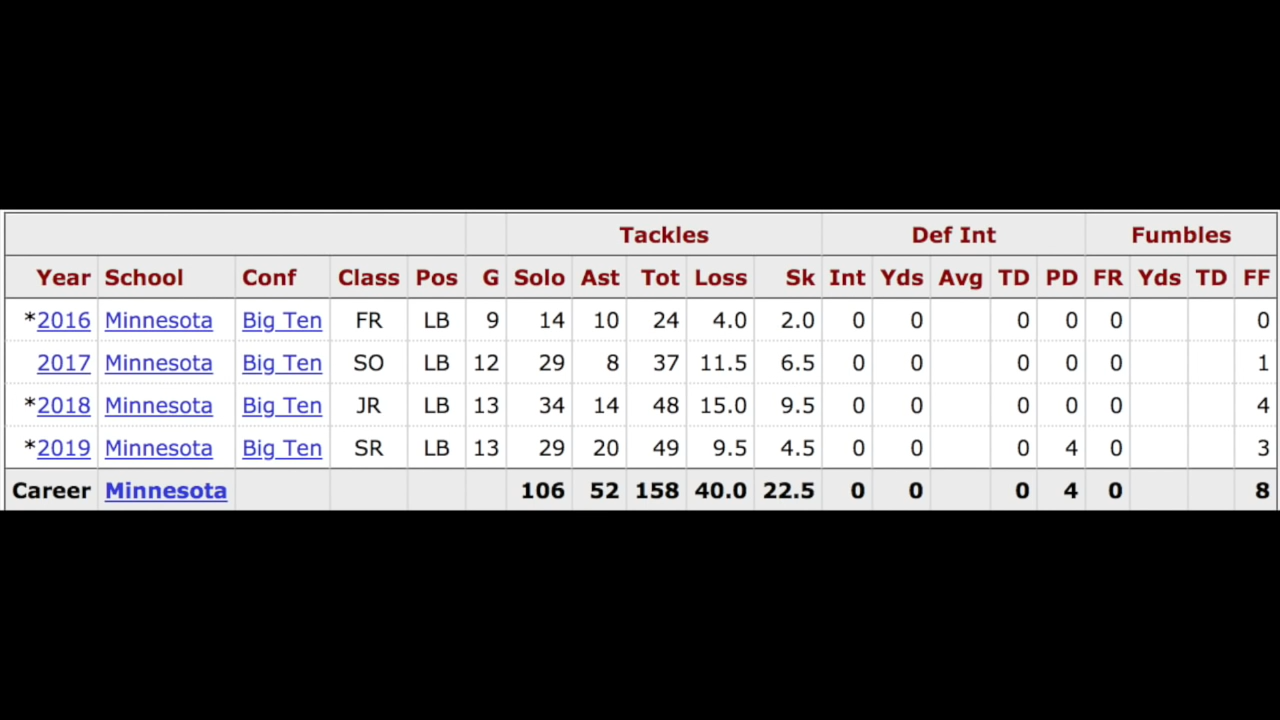 Tackles Def Int Fumbles
Year School Conf Class Pos G Solo Ast Tot Loss Sk Int Yds Avg TD PD FR Yds TD FF
*2016 Minnesota Big Ten FR LB 9 14 10 24 4.0 2.0 0 0 0 0 0 0
2017 Minnesota Big Ten SO LB 12 29 8 37 11.5 6.5 0 0 0 0 0 1
*2018 Minnesota Big Ten JR LB 13 34 14 48 15.0 9.5 0 0 0 0 0 4
*2019 Minnesota Big Ten SR LB 13 29 20 49 9.5 4.5 0 0 0 4 0 3
Career Minnesota 106 52 158 40.0 22.5 0 0 0 4 0 8